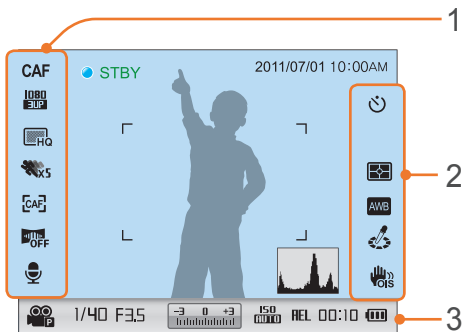 1
CAF
STBY
2011/07/01 10:00AM
1080
HQ
X5
[CAF]
OFF
2
AWB
OIS
P
1/40 F3.5
-3 0 +3
ISO
AUTO
AEL 00:10
3